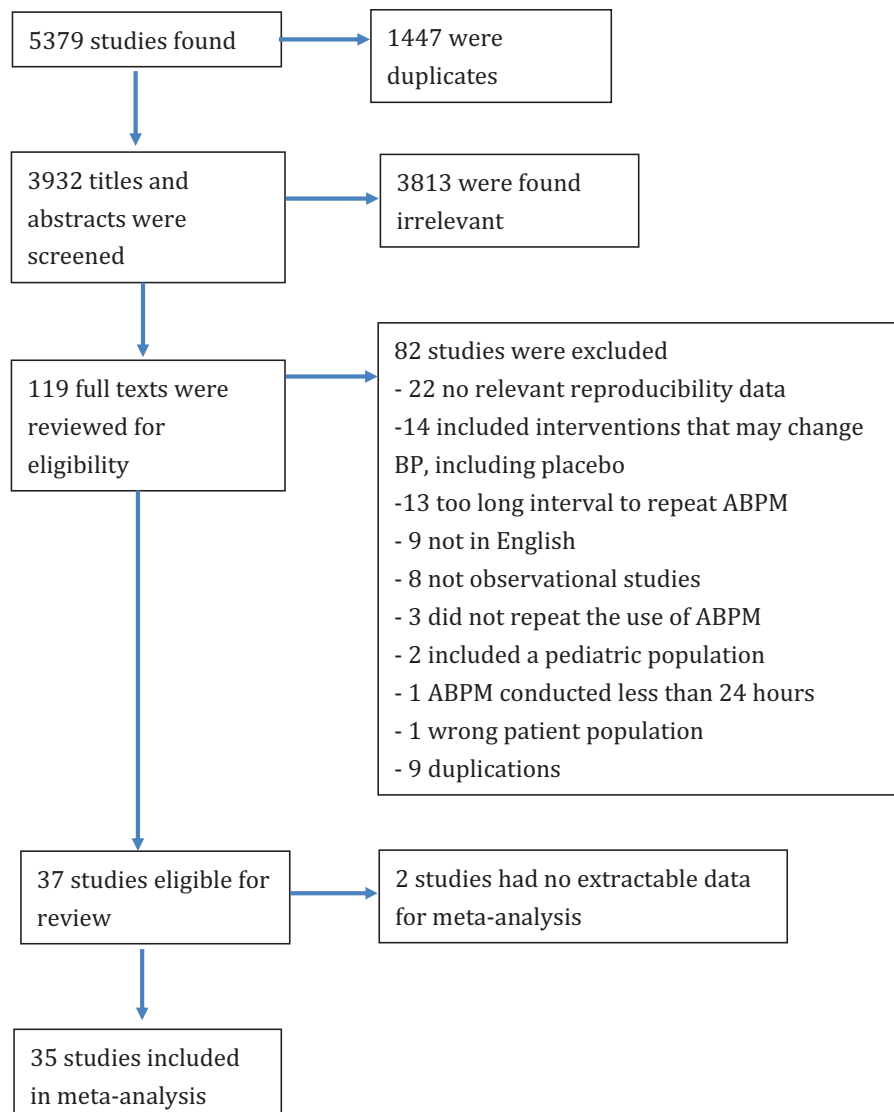 5379 studies found
1447 were
duplicates
3932 titles and
abstracts were
screened
3813 were found
irrelevant
119 full texts were
reviewed for
eligibility
82 studies were excluded
- 22 no relevant reproducibility data
-14 included interventions that may change
BP, including placebo
-13 too long interval to repeat ABPM
- 9 not in English
- 8 not observational studies
- 3 did not repeat the use of ABPM
- 2 included a pediatric population
- 1 ABPM conducted less than 24 hours
- 1 wrong patient population
- 9 duplications
37 studies eligible for
review
2 studies had no extractable data
for meta-analysis
35 studies included
in meta-analysis